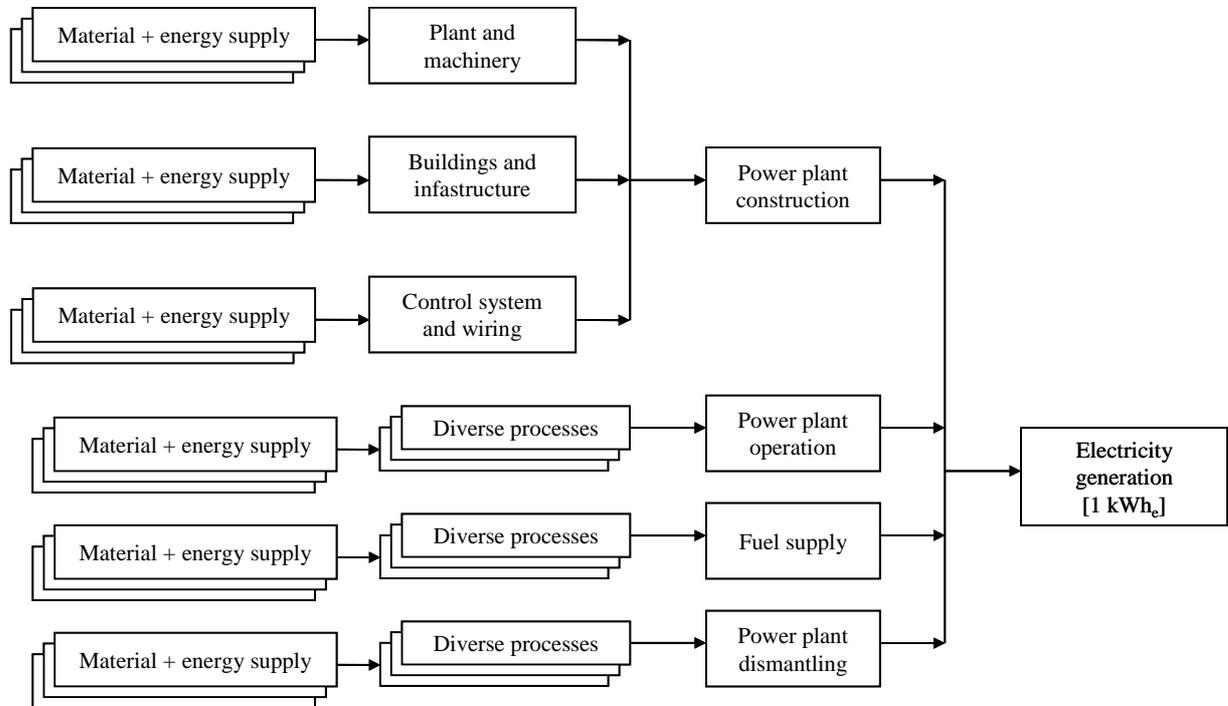 Material + energy supply
Plant and
machinery
Material + energy supply
Buildings and
infastructure
Power plant
construction
Material + energy supply
Control system
and wiring
Material + energy supply
Diverse processes
Power plant
operation
Electricity
generation
[1 kWhₑ]
Material + energy supply
Diverse processes
Fuel supply
Material + energy supply
Diverse processes
Power plant
dismantling